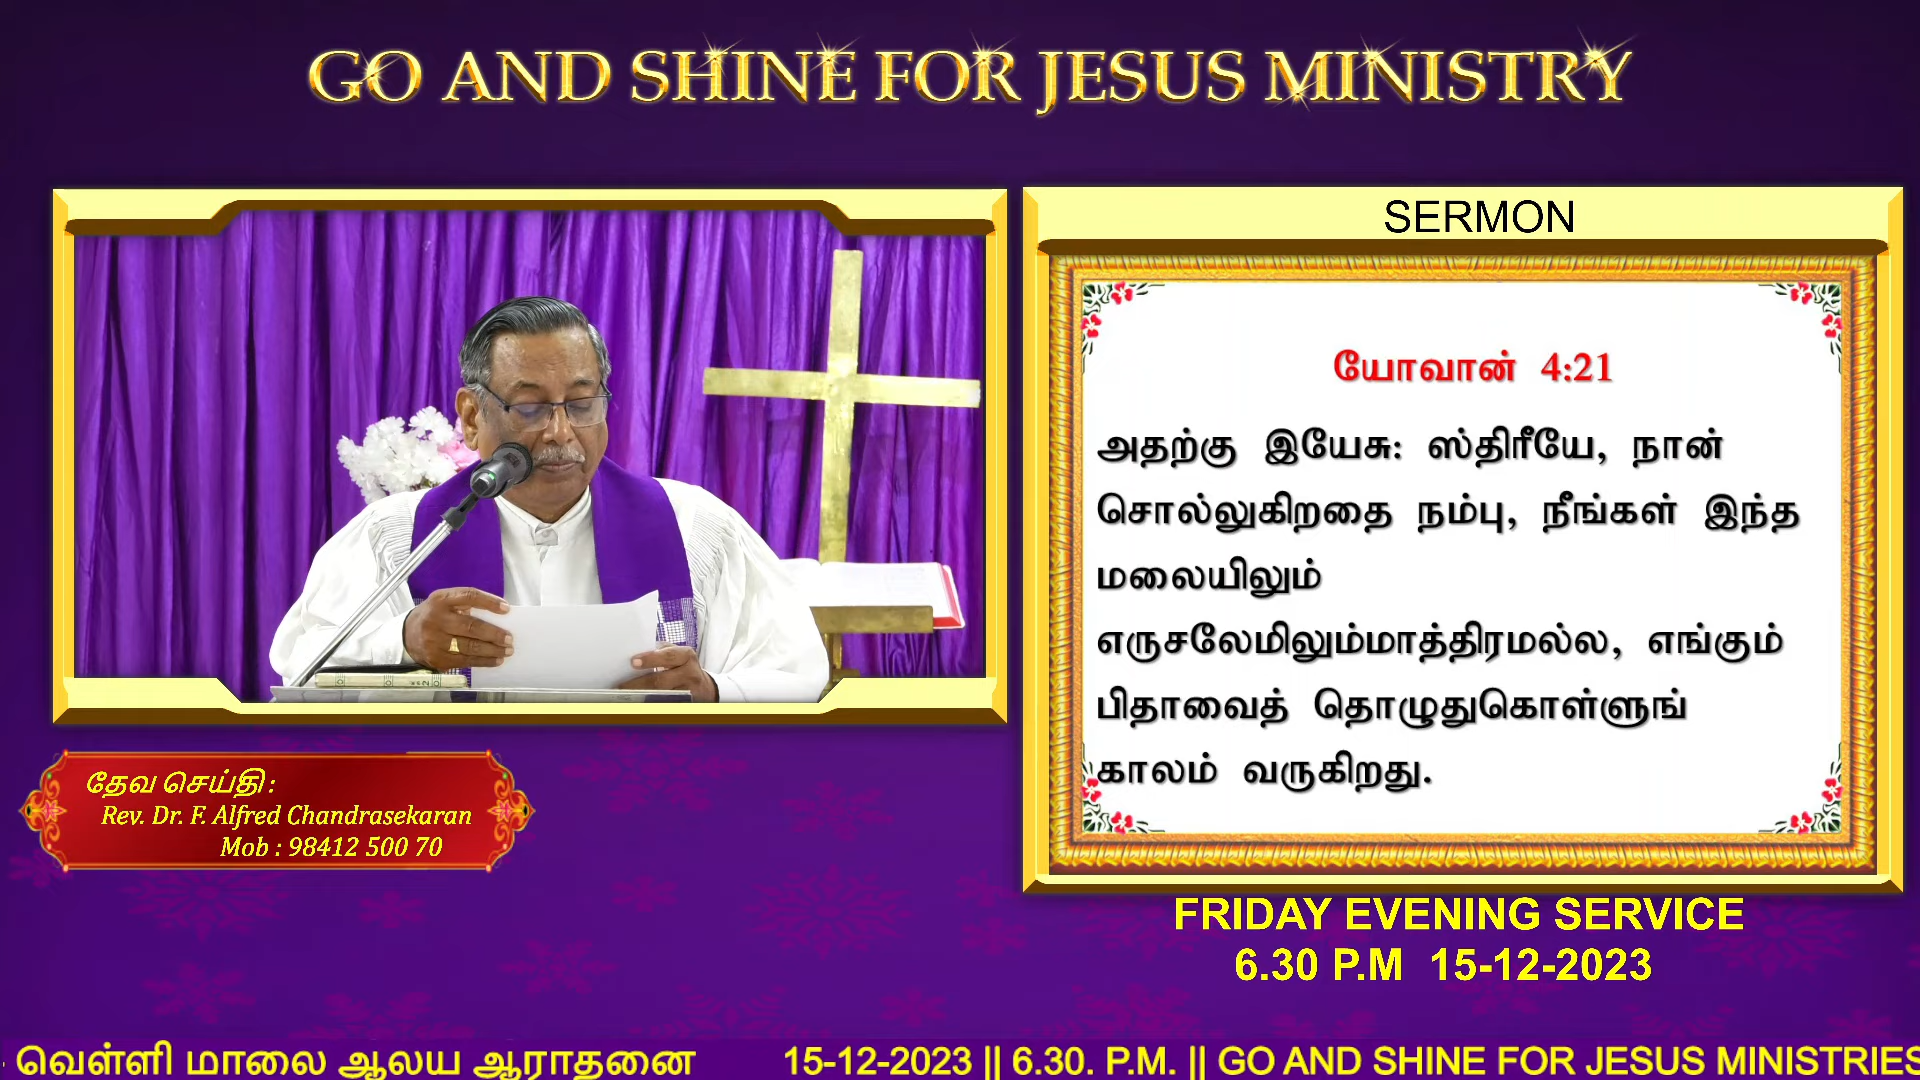 GO AND SHINE FOR JESUS MINISTRY
SERMON
யோவான் 4:21
அதற்கு இயேசு: ஸ்திரீயே, நான்
சொல்லுகிறதை நம்பு, நீங்கள் இந்த
மலையிலும்
எருசலேமிலும்மாத்திரமல்ல, எங்கும்
பிதாவைத் தொழுதுகொள்ளுங்
காலம் வருகிறது.
தேவ செய்தி :
Rev. Dr. F. Alfred Chandrasekaran
Mob : 98412 500 70
FRIDAY EVENING SERVICE
6.30 P.M 15-12-2023
வெள்ளி மாலை ஆலய ஆராதனை 15-12-2023 || 6.30. P.M. || GO AND SHINE FOR JESUS MINISTRIES